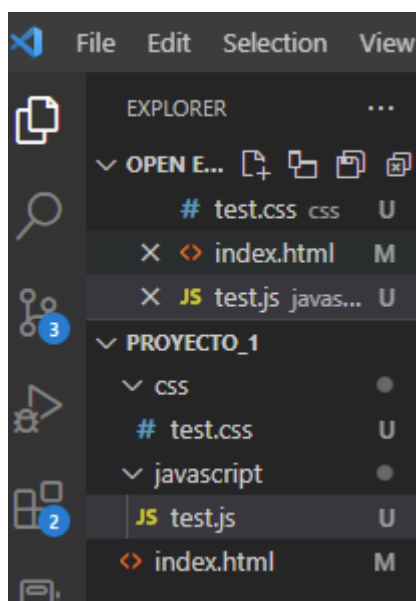 File Edit Selection View
EXPLORER ...
OPEN E...
# test.css css U
<> index.html M
JS test.js javas... U
3
PROYECTO_1
css
# test.css U
javascript
2
JS test.js U
<> index.html M